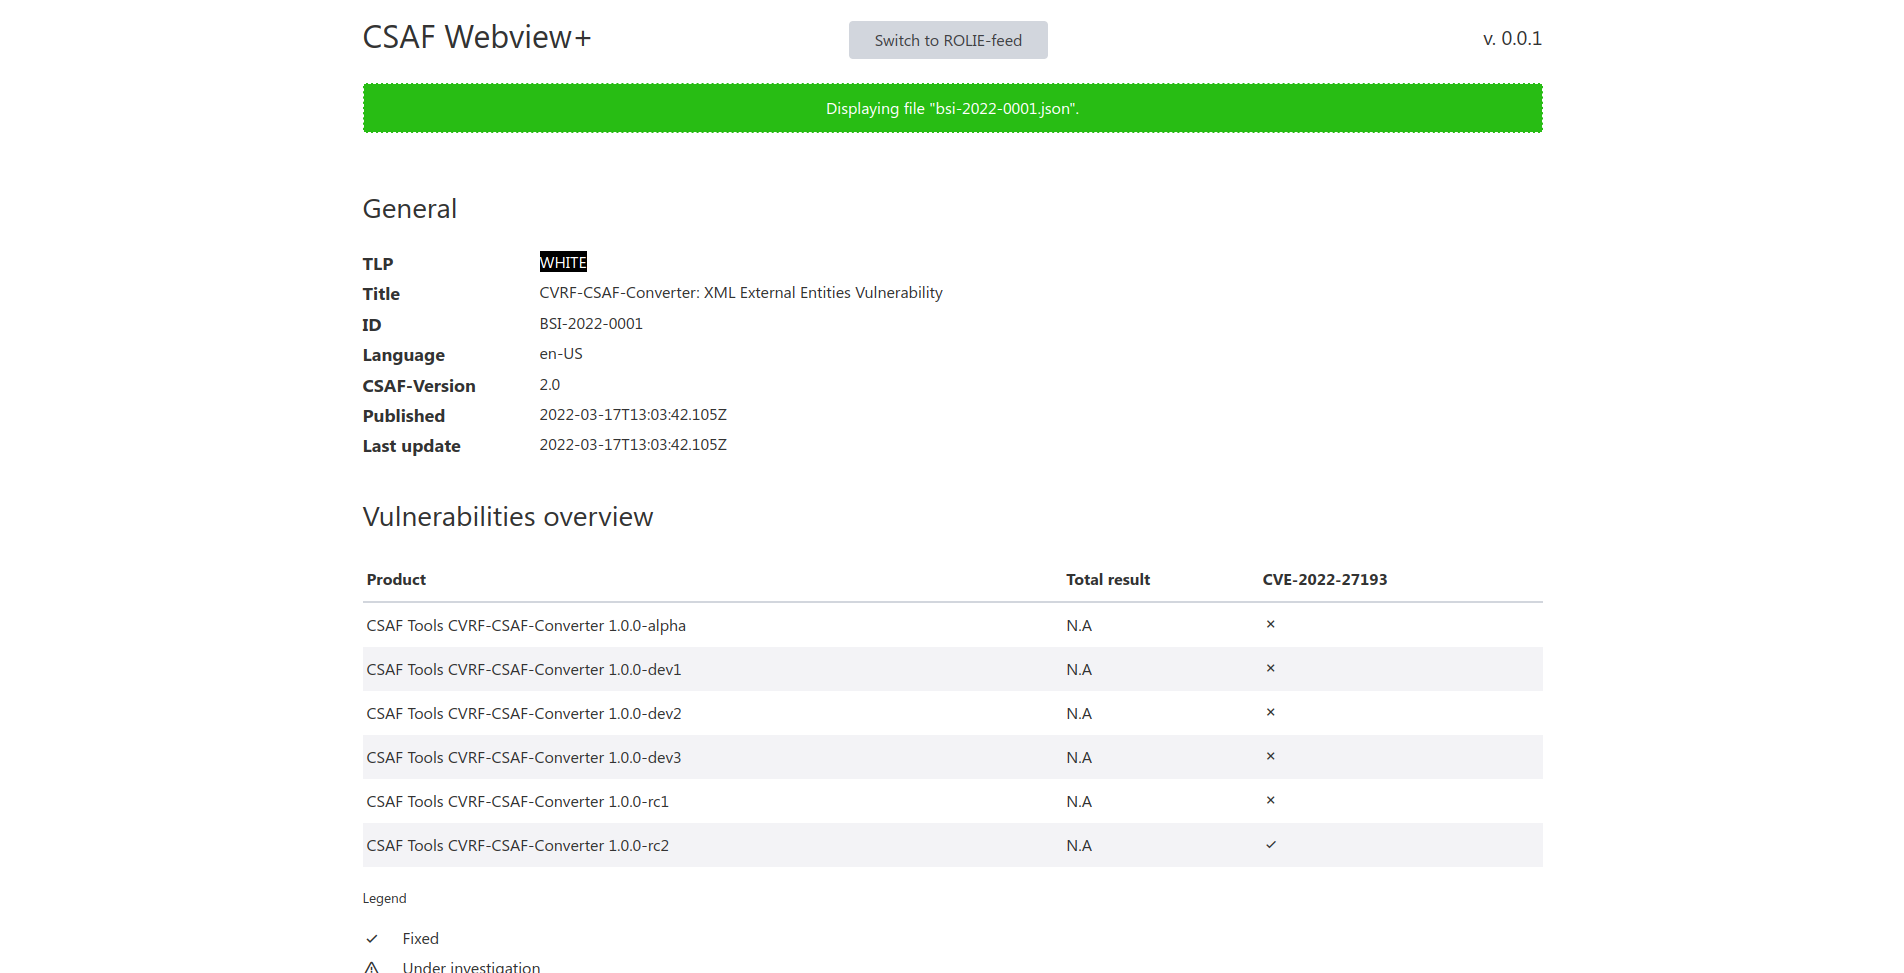 CSAF Webview+
Switch to ROLIE-feed
v. 0.0.1
Displaying file "bsi-2022-0001.json".
General
TLP WHITE
Title CVRF-CSAF-Converter: XML External Entities Vulnerability
ID BSI-2022-0001
Language en-US
CSAF-Version 2.0
Published 2022-03-17T13:03:42.105Z
Last update 2022-03-17T13:03:42.105Z
Vulnerabilities overview
Product Total result CVE-2022-27193
CSAF Tools CVRF-CSAF-Converter 1.0.0-alpha N.A ×
CSAF Tools CVRF-CSAF-Converter 1.0.0-dev1 N.A ×
CSAF Tools CVRF-CSAF-Converter 1.0.0-dev2 N.A ×
CSAF Tools CVRF-CSAF-Converter 1.0.0-dev3 N.A ×
CSAF Tools CVRF-CSAF-Converter 1.0.0-rc1 N.A ×
CSAF Tools CVRF-CSAF-Converter 1.0.0-rc2 N.A ✓
Legend
✓ Fixed
⚠ Under investigation